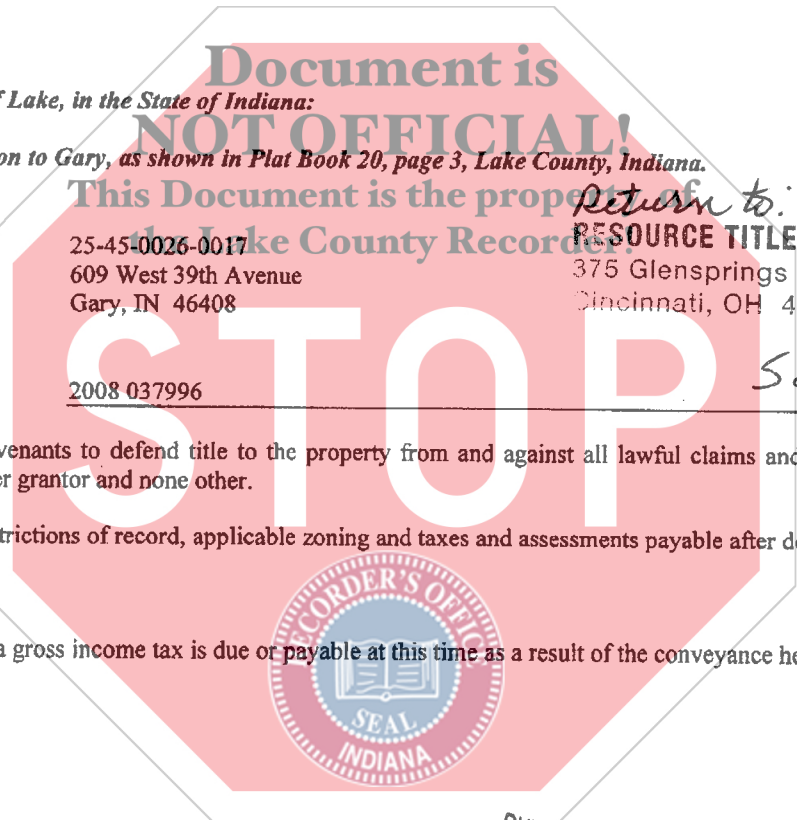 Document is
of Lake, in the State of Indiana:
NOT OFFICIAL!
on to Gary, as shown in Plat Book 20, page 3, Lake County, Indiana.
This Document is the property of
the Lake County Recorder!
Return to:
RESOURCE TITLE
375 Glensprings
Cincinnati, OH 4
25-45-0026-0017
609 West 39th Avenue
Gary, IN 46408
STOP
2008 037996
venants to defend title to the property from and against all lawful claims and
er grantor and none other.
trictions of record, applicable zoning and taxes and assessments payable after d
RECORDER'S OFFICE
a gross income tax is due or payable at this time as a result of the conveyance he
SEAL
INDIANA